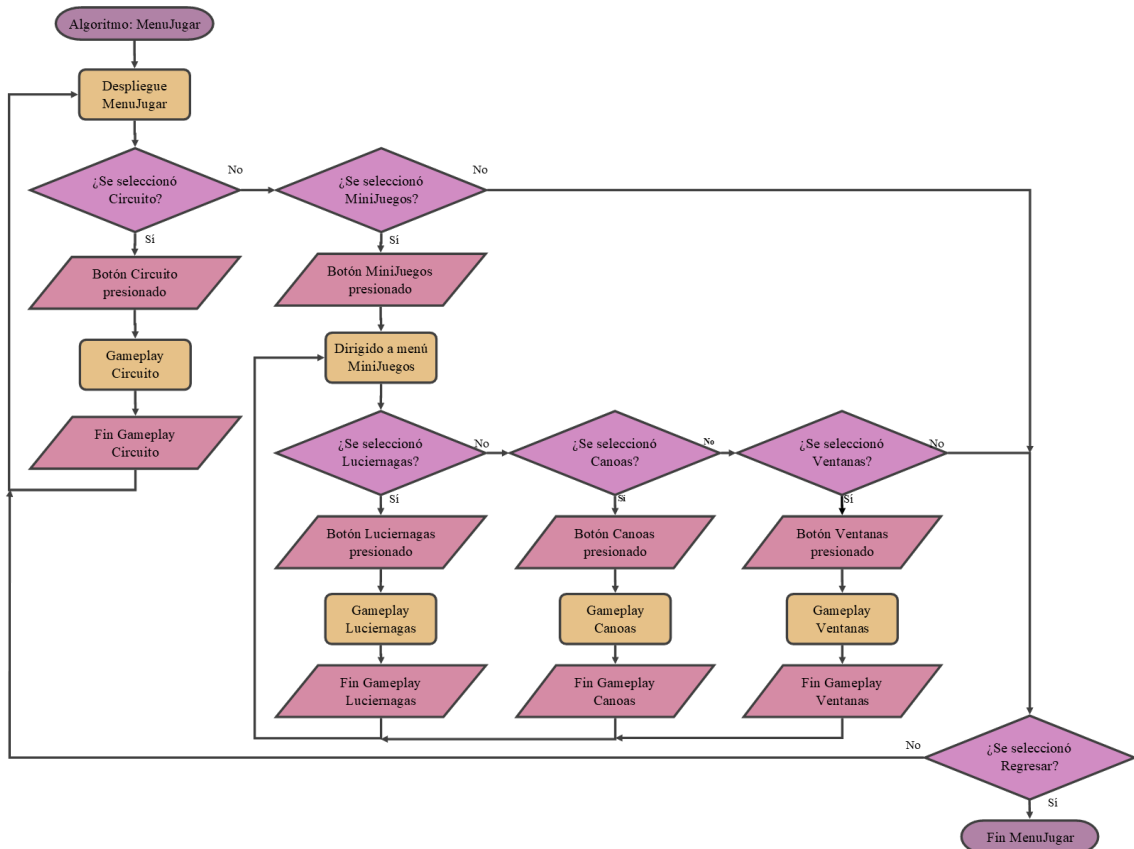 Algoritmo: MenuJugar
Despliegue
MenuJugar
¿Se seleccionó
Circuito?
No
¿Se seleccionó
MiniJuegos?
No
Sí
Sí
Botón Circuito
presionado
Botón MiniJuegos
presionado
Gameplay
Circuito
Dirigido a menú
MiniJuegos
Fin Gameplay
Circuito
¿Se seleccionó
Luciernagas?
No
¿Se seleccionó
Canoas?
No
¿Se seleccionó
Ventanas?
No
Sí
Sí
Sí
Botón Luciernagas
presionado
Botón Canoas
presionado
Botón Ventanas
presionado
Gameplay
Luciernagas
Gameplay
Canoas
Gameplay
Ventanas
Fin Gameplay
Luciernagas
Fin Gameplay
Canoas
Fin Gameplay
Ventanas
No
¿Se seleccionó
Regresar?
Sí
Fin MenuJugar